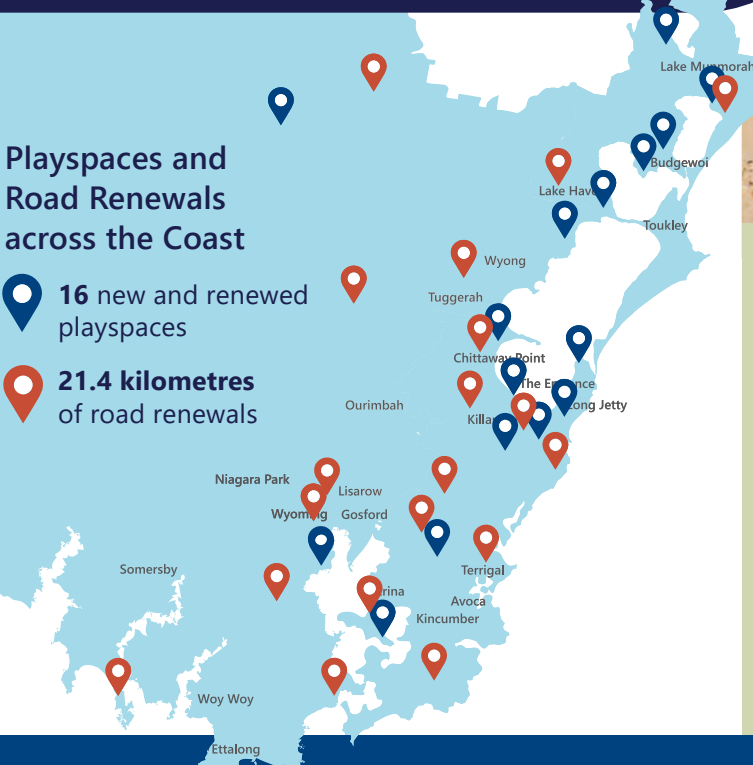 Lake Munmorah
Playspaces and
Road Renewals
across the Coast
Budgewoi
Lake Haven
Toukley
Wyong
16 new and renewed
playspaces
Tuggerah
Chittaway Point
21.4 kilometres
of road renewals
The Entrance
Ourimbah
Long Jetty
Killar
Niagara Park
Lisarow
Wyoming
Gosford
Somersby
Terrigal
rina
Avoca
Kincumber
Woy Woy
Ettalong